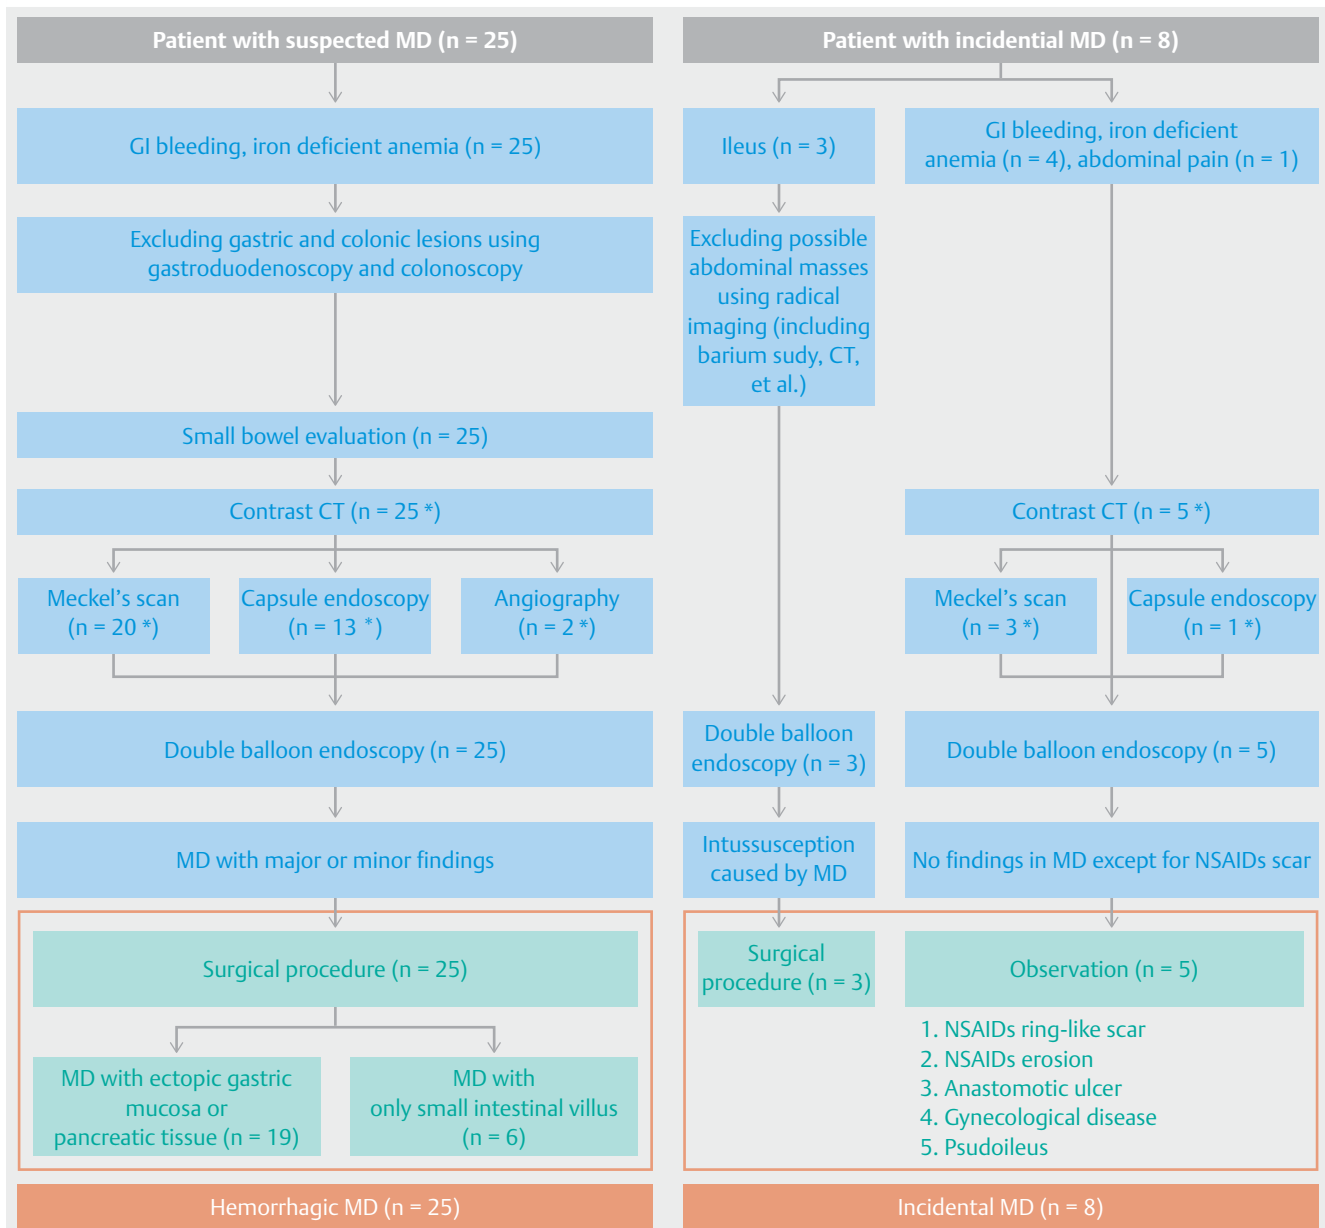 Patient with suspected MD (n = 25)
GI bleeding, iron deficient anemia (n = 25)
Excluding gastric and colonic lesions using
gastroduodenoscopy and colonoscopy
Small bowel evaluation (n = 25)
Contrast CT (n = 25 *)
Meckel's scan
(n = 20 *)
Capsule endoscopy
(n = 13 *)
Angiography
(n = 2 *)
Double balloon endoscopy (n = 25)
MD with major or minor findings
Surgical procedure (n = 25)
MD with ectopic gastric
mucosa or
pancreatic tissue (n = 19)
MD with
only small intestinal villus
(n = 6)
Hemorrhagic MD (n = 25)
Patient with incidential MD (n = 8)
Ileus (n = 3)
Excluding possible
abdominal masses
using radical
imaging (including
barium sudy, CT,
et al.)
Double balloon
endoscopy (n = 3)
Intussusception
caused by MD
Surgical
procedure (n = 3)
GI bleeding, iron deficient
anemia (n = 4), abdominal pain (n = 1)
Contrast CT (n = 5 *)
Meckel's scan
(n = 3 *)
Capsule endoscopy
(n = 1 *)
Double balloon endoscopy (n = 5)
No findings in MD except for NSAIDs scar
Observation (n = 5)
1. NSAIDs ring-like scar
2. NSAIDs erosion
3. Anastomotic ulcer
4. Gynecological disease
5. Psudoileus
Incidental MD (n = 8)